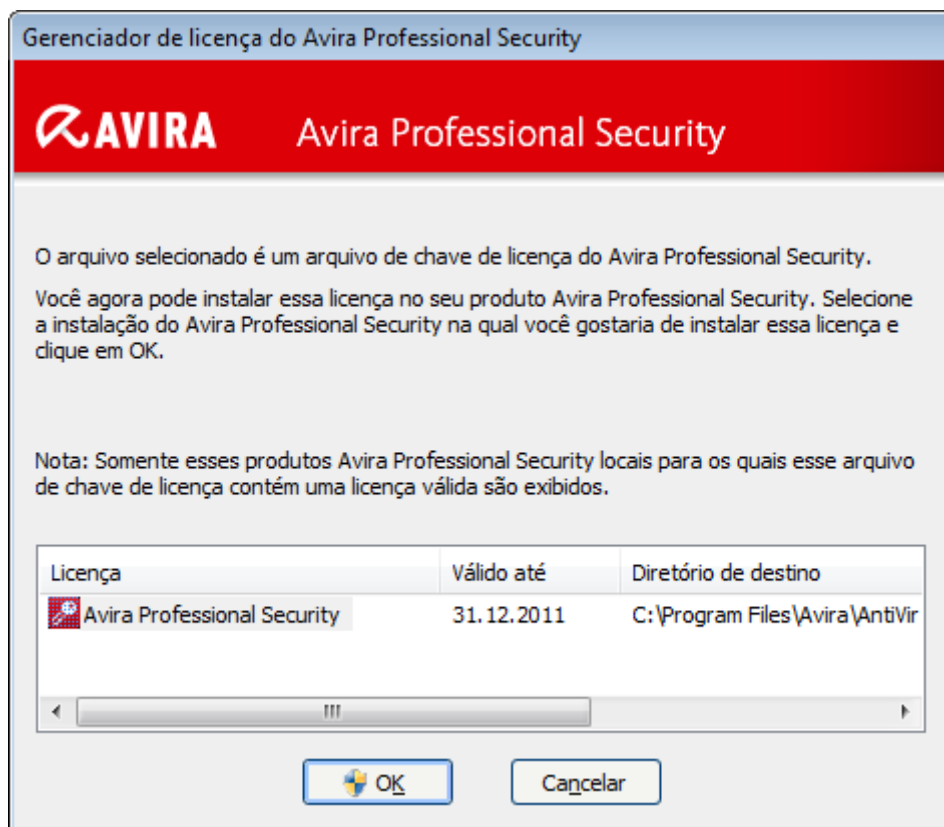 Gerenciador de licença do Avira Professional Security
AVIRA Avira Professional Security
O arquivo selecionado é um arquivo de chave de licença do Avira Professional Security.
Você agora pode instalar essa licença no seu produto Avira Professional Security. Selecione
a instalação do Avira Professional Security na qual você gostaria de instalar essa licença e
clique em OK.
Nota: Somente esses produtos Avira Professional Security locais para os quais esse arquivo
de chave de licença contém uma licença válida são exibidos.
Licença Válido até Diretório de destino
Avira Professional Security 31.12.2011 C:\Program Files\Avira\AntiVir
OK Cancelar